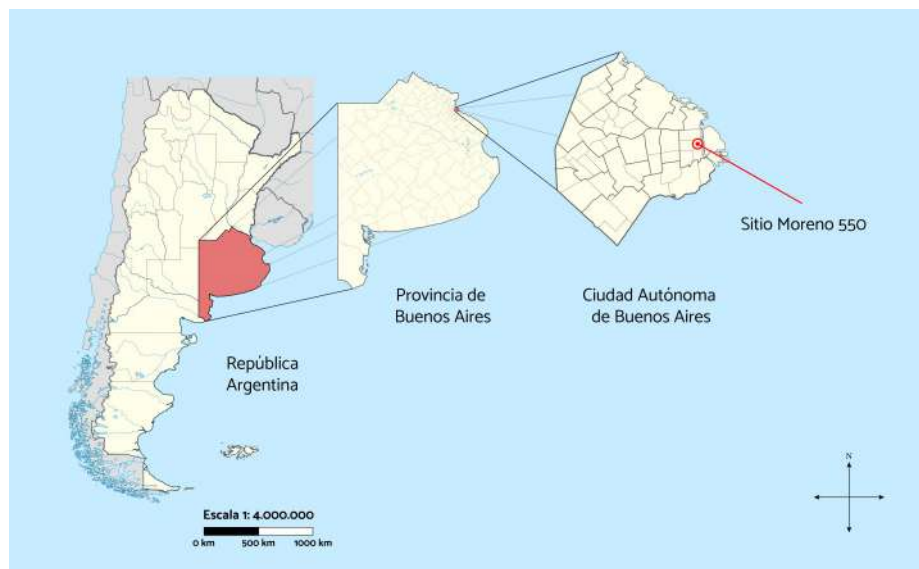 Sitio Moreno 550
Provincia de
Buenos Aires
Ciudad Autónoma
de Buenos Aires
República
Argentina
N
Escala 1: 4.000.000
0 km 500 km 1000 km